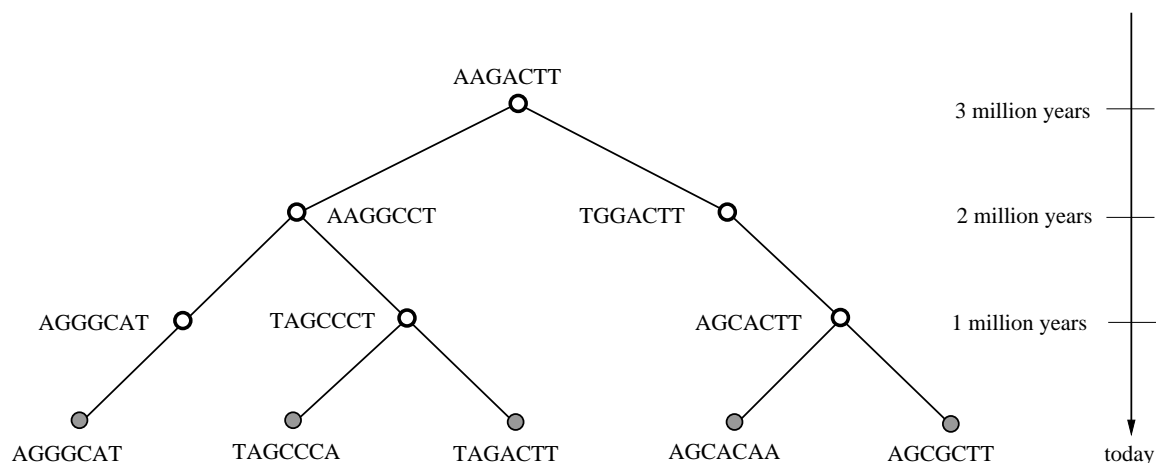 AAGACTT
3 million years
AAGGCCT
TGGACTT
2 million years
AGGGCAT
TAGCCCT
AGCACTT
1 million years
AGGGCAT
TAGCCCA
TAGACTT
AGCACAA
AGCGCTT
today